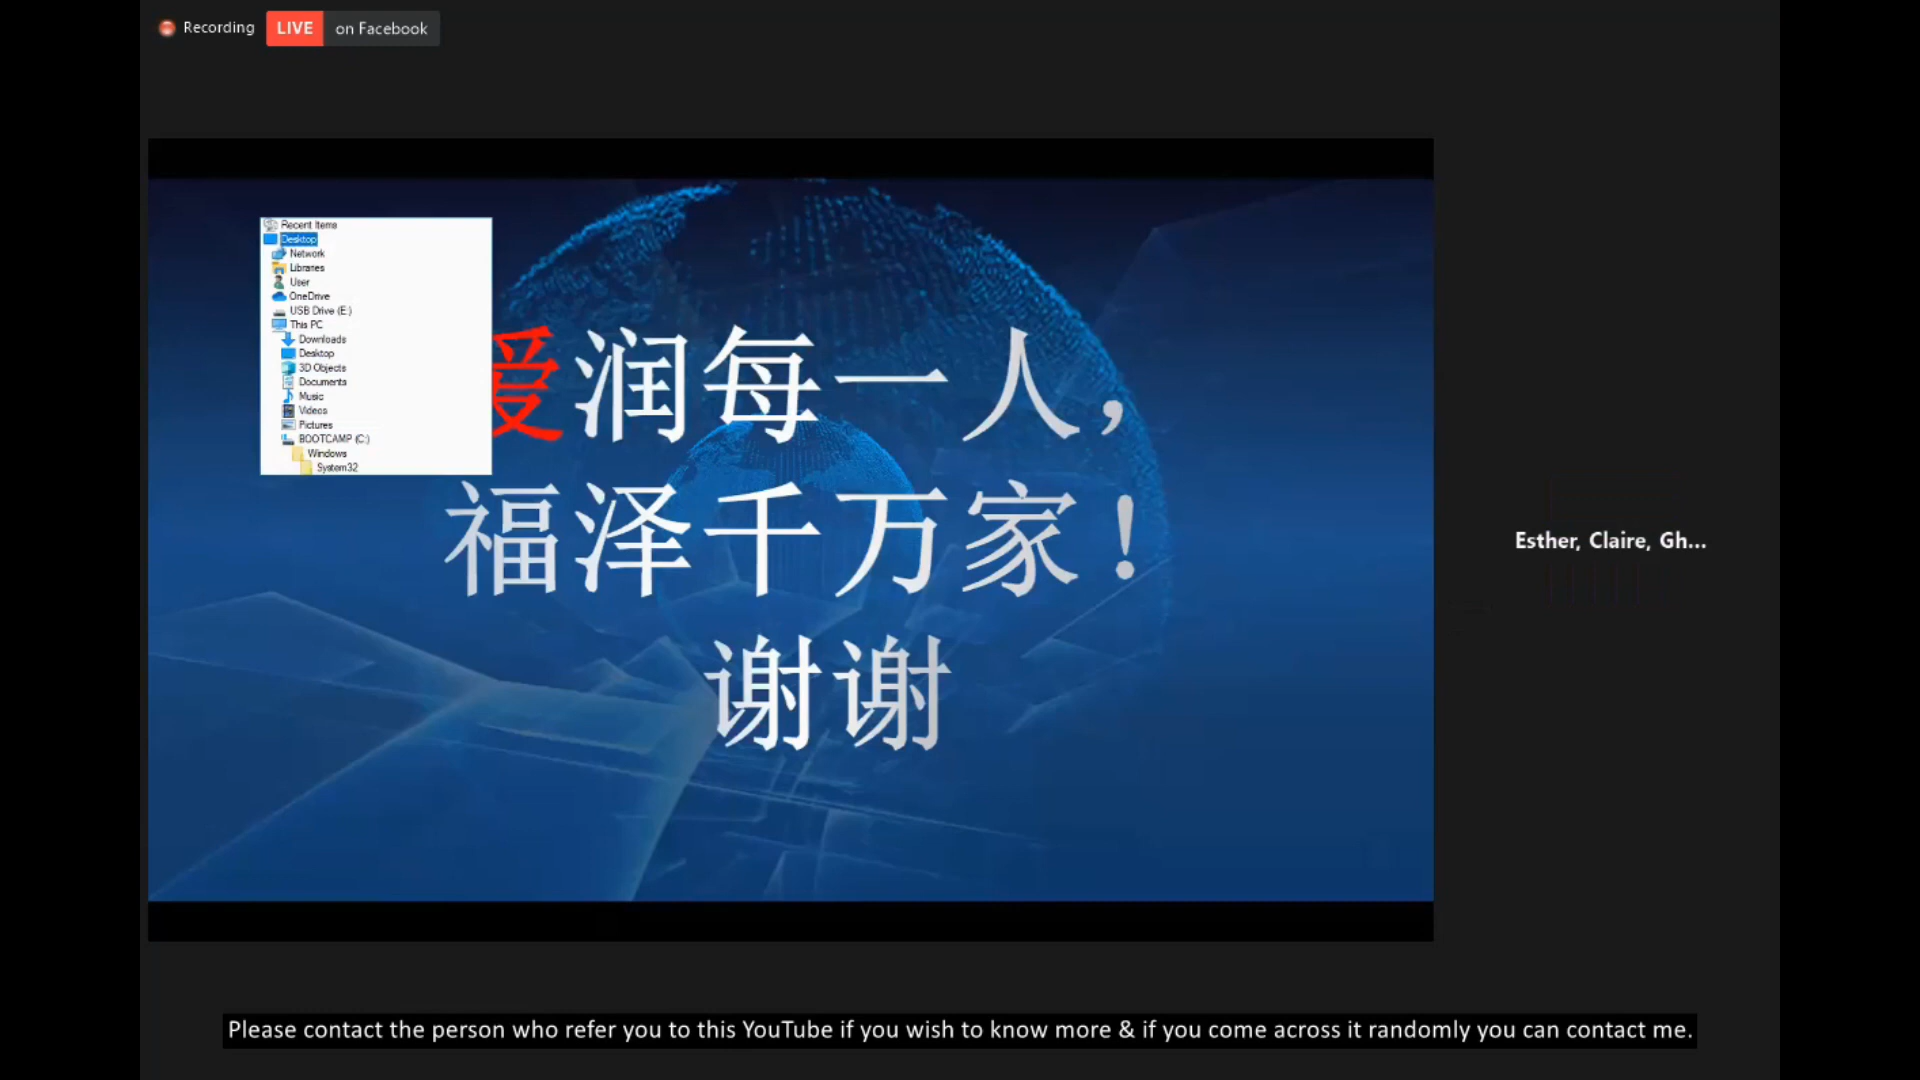 Recording
LIVE on Facebook
Recent Items
Desktop
Network
Libraries
User
OneDrive
USB Drive (E:)
This PC
Downloads
Desktop
3D Objects
Documents
Music
Videos
Pictures
BOOTCAMP (C:)
Windows
System32
爱润每一人，
福泽千万家！
谢谢
Esther, Claire, Gh...
Please contact the person who refer you to this YouTube if you wish to know more & if you come across it randomly you can contact me.